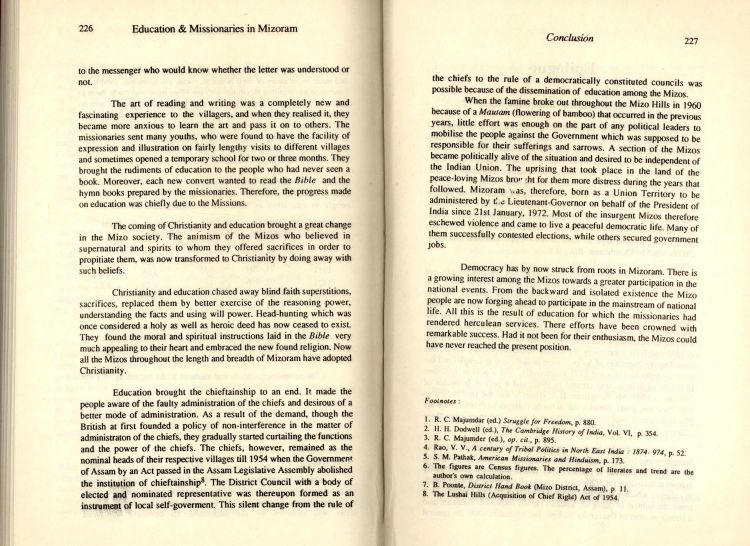 226 Education & Missionaries in Mizoram
to the messenger who would know whether the letter was understood or
not.
The art of reading and writing was a completely new and
fascinating experience to the villagers, and when they realised it, they
became more anxious to learn the art and pass it on to others. The
missionaries sent many youths, who were found to have the facility of
expression and illustration on fairly lengthy visits to different villages
and sometimes opened a temporary school for two or three months. They
brought the rudiments of education to the people who had never seen a
book. Moreover, each new convert wanted to read the Bible and the
hymn books prepared by the missionaries. Therefore, the progress made
on education was chiefly due to the Missions.
The coming of Christianity and education brought a great change
in the Mizo society. The animism of the Mizos who believed in
supernatural and spirits to whom they offered sacrifices in order to
propitiate them, was now transformed to Christianity by doing away with
such beliefs.
Christianity and education chased away blind faith superstitions,
sacrifices, replaced them by better exercise of the reasoning power,
understanding the facts and using will power. Head-hunting which was
once considered a holy as well as heroic deed has now ceased to exist.
They found the moral and spiritual instructions laid in the Bible very
much appealing to their heart and embraced the new found religion. Now
all the Mizos throughout the length and breadth of Mizoram have adopted
Christianity.
Education brought the chieftainship to an end. It made the
people aware of the faulty administration of the chiefs and desirous of a
better mode of administration. As a result of the demand, though the
British at first founded a policy of non-interference in the matter of
administraton of the chiefs, they gradually started curtailing the functions
and the power of the chiefs. The chiefs, however, remained as the
nominal heads of their respective villages till 1954 when the Government
of Assam by an Act passed in the Assam Legislative Assembly abolished
the institution of chieftainship⁸. The District Council with a body of
elected and nominated representative was thereupon formed as an
instrument of local self-goverment. This silent change from the rule of
Conclusion 227
the chiefs to the rule of a democratically constituted councils was
possible because of the dissemination of education among the Mizos.
When the famine broke out throughout the Mizo Hills in 1960
because of a Mautam (flowering of bamboo) that occurred in the previous
years, little effort was enough on the part of any political leaders to
mobilise the people against the Government which was supposed to be
responsible for their sufferings and sarrows. A section of the Mizos
became politically alive of the situation and desired to be independent of
the Indian Union. The uprising that took place in the land of the
peace-loving Mizos brought for them more distress during the years that
followed. Mizoram was, therefore, born as a Union Territory to be
administered by the Lieutenant-Governor on behalf of the President of
India since 21st January, 1972. Most of the insurgent Mizos therefore
eschewed violence and came to live a peaceful democratic life. Many of
them successfully contested elections, while others secured government
jobs.
Democracy has by now struck from roots in Mizoram. There is
a growing interest among the Mizos towards a greater participation in the
national events. From the backward and isolated existence the Mizo
people are now forging ahead to participate in the mainstream of national
life. All this is the result of education for which the missionaries had
rendered herculean services. There efforts have been crowned with
remarkable success. Had it not been for their enthusiasm, the Mizos could
have never reached the present position.
Footnotes :
1. R. C. Majumdar (ed.) Struggle for Freedom, p. 880.
2. H. H. Dodwell (ed.), The Cambridge History of India, Vol. VI, p. 354.
3. R. C. Majumder (ed.), op. cit., p. 895.
4. Rao, V. V., A century of Tribal Politics in North East India : 1874- 974, p. 52.
5. S. M. Pathak, American Missionaries and Hinduism, p. 173.
6. The figures are Census figures. The percentage of literates and trend are the
author's own calculation.
7. B. Poonte, District Hand Book (Mizo District, Assam), p. 11.
8. The Lushai Hills (Acquisition of Chief Right) Act of 1954.